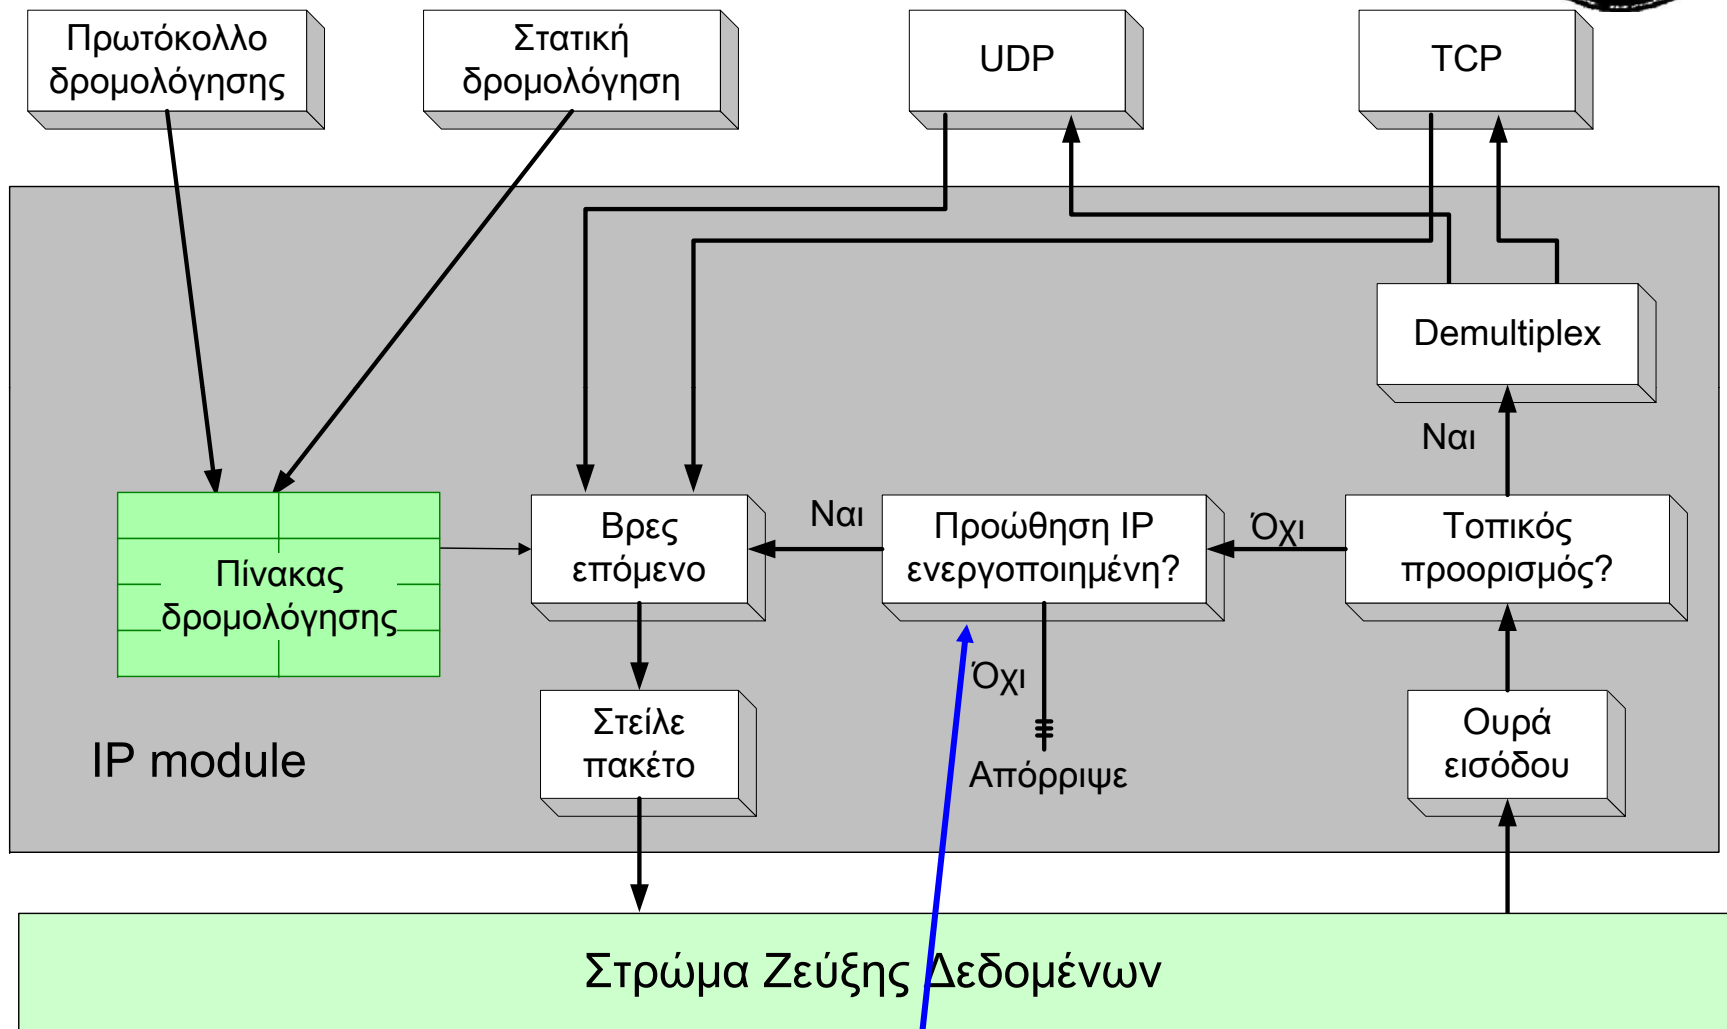 Πρωτόκολλο
δρομολόγησης
Στατική
δρομολόγηση
UDP
TCP
Demultiplex
Ναι
Πίνακας
δρομολόγησης
Βρες
επόμενο
Ναι
Προώθηση IP
ενεργοποιημένη?
Όχι
Τοπικός
προορισμός?
Όχι
Απόρριψε
Στείλε
πακέτο
Ουρά
εισόδου
IP module
Στρώμα Ζεύξης Δεδομένων